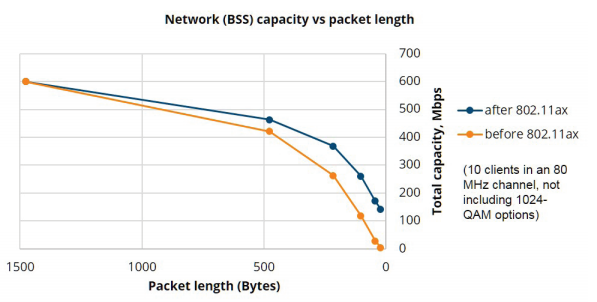 Network (BSS) capacity vs packet length
700
600
500
400
300
200
100
0
Total capacity, Mbps
1500
1000
500
0
Packet length (Bytes)
after 802.11ax
before 802.11ax
(10 clients in an 80
MHz channel, not
including 1024-
QAM options)